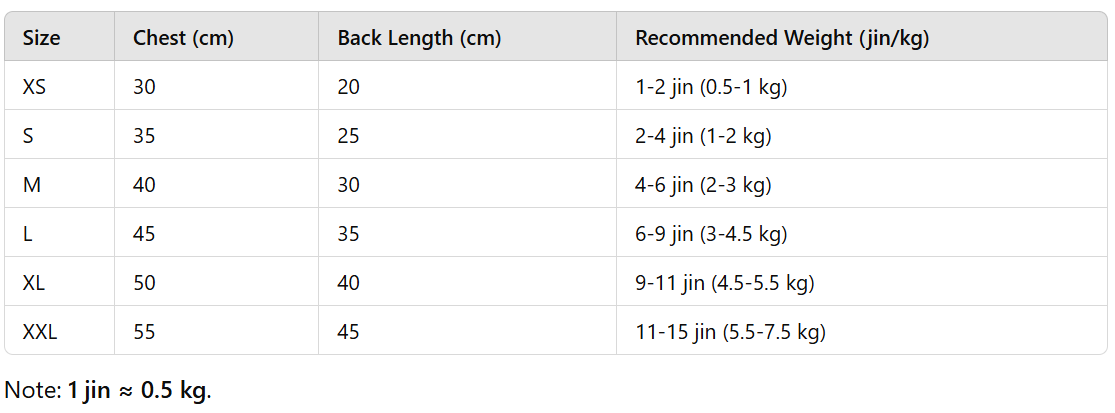 Size Chest (cm) Back Length (cm) Recommended Weight (jin/kg)
XS 30 20 1-2 jin (0.5-1 kg)
S 35 25 2-4 jin (1-2 kg)
M 40 30 4-6 jin (2-3 kg)
L 45 35 6-9 jin (3-4.5 kg)
XL 50 40 9-11 jin (4.5-5.5 kg)
XXL 55 45 11-15 jin (5.5-7.5 kg)
Note: 1 jin ≈ 0.5 kg.